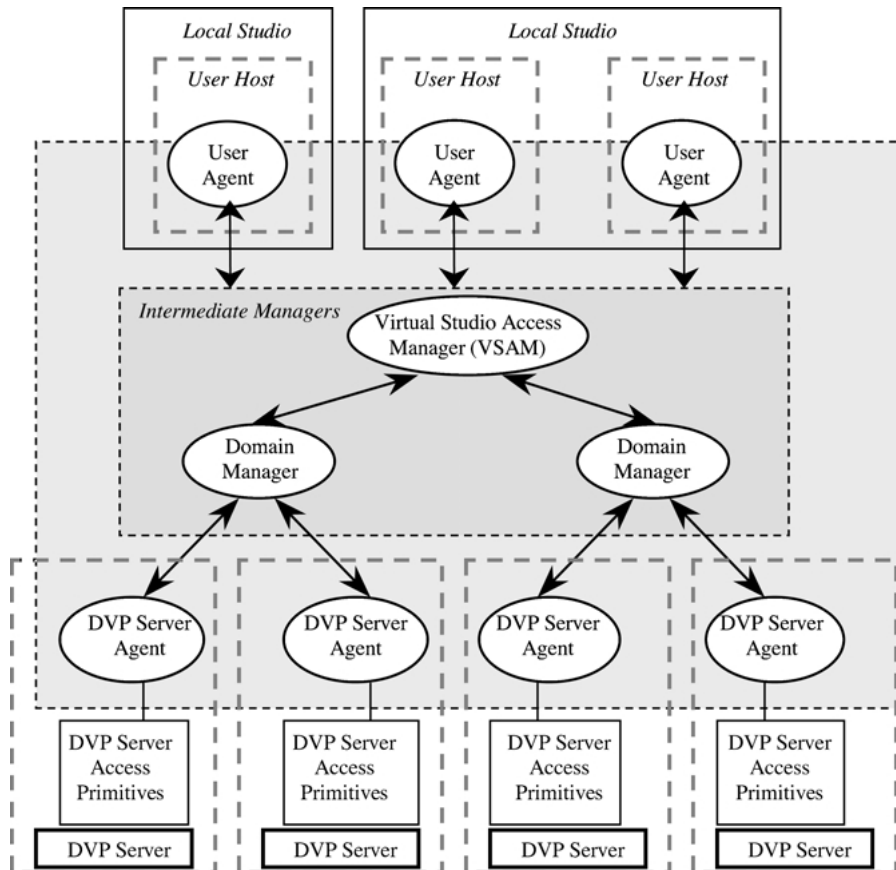 Local Studio
Local Studio
User Host
User Host
User Host
User
Agent
User
Agent
User
Agent
Intermediate Managers
Virtual Studio Access
Manager (VSAM)
Domain
Manager
Domain
Manager
DVP Server
Agent
DVP Server
Agent
DVP Server
Agent
DVP Server
Agent
DVP Server
Access
Primitives
DVP Server
Access
Primitives
DVP Server
Access
Primitives
DVP Server
Access
Primitives
DVP Server
DVP Server
DVP Server
DVP Server